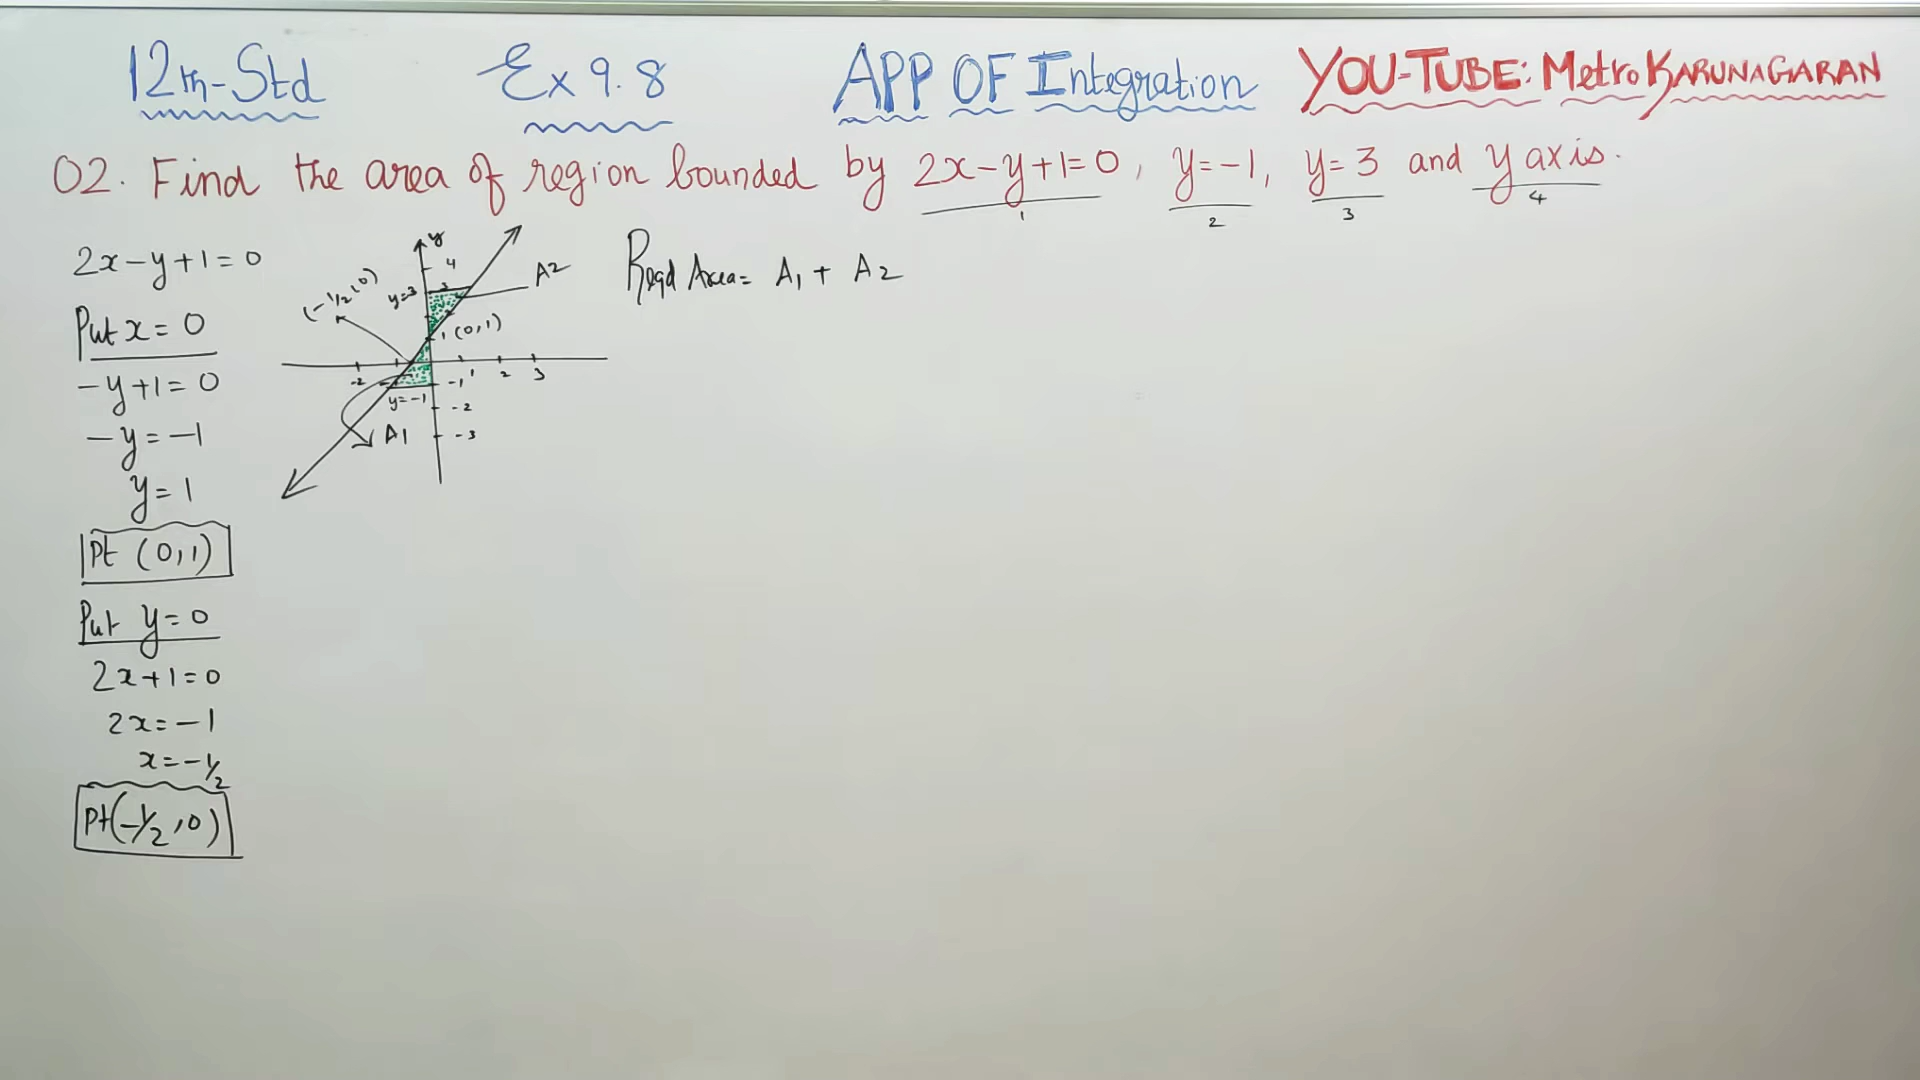 12th-Std Ex 9.8 APP OF Integration YOU-TUBE: Metro KARUNAGARAN
02. Find the area of region bounded by 2x-y+1=0, y=-1, y=3 and y axis.
1 2 3 4
2x-y+1=0
Put x=0
-y+1=0
-y=-1
y=1
Pt (0,1)
Put y=0
2x+1=0
2x=-1
x=-1/2
Pt(-1/2,0)
y
4
A2
(-1/2,0)
y=3 3
2
1 (0,1)
-2 1 2 3
-1
y=-1
-2
A1 -3
Reqd Area= A1 + A2